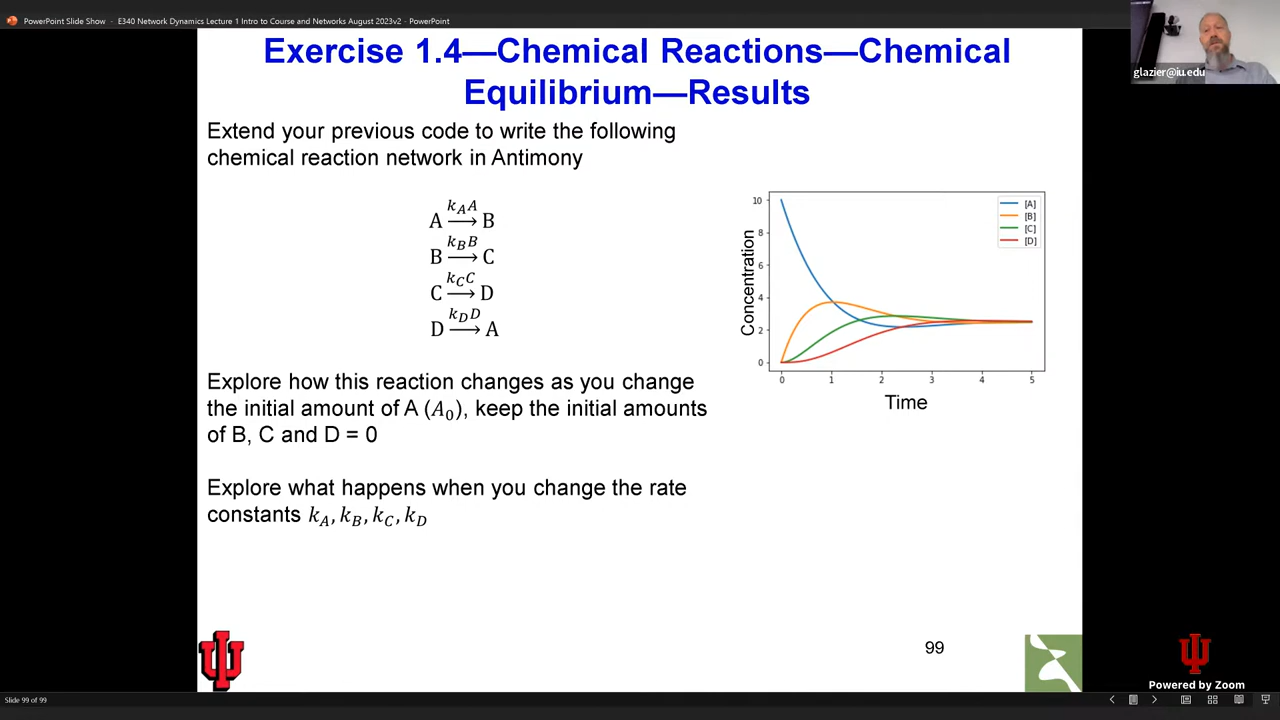 PowerPoint Slide Show - E340 Network Dynamics Lecture 1 Intro to Course and Networks August 2023v2 - PowerPoint
glazier@iu.edu
Exercise 1.4—Chemical Reactions—Chemical
Equilibrium—Results
Extend your previous code to write the following
chemical reaction network in Antimony
k_A A
A ⟶ B
k_B B
B ⟶ C
k_C C
C ⟶ D
k_D D
D ⟶ A
Explore how this reaction changes as you change
the initial amount of A (A₀), keep the initial amounts
of B, C and D = 0
Explore what happens when you change the rate
constants k_A, k_B, k_C, k_D
Concentration
10
8
6
4
2
0
[A]
[B]
[C]
[D]
0 1 2 3 4 5
Time
99
Powered by Zoom
Slide 99 of 99